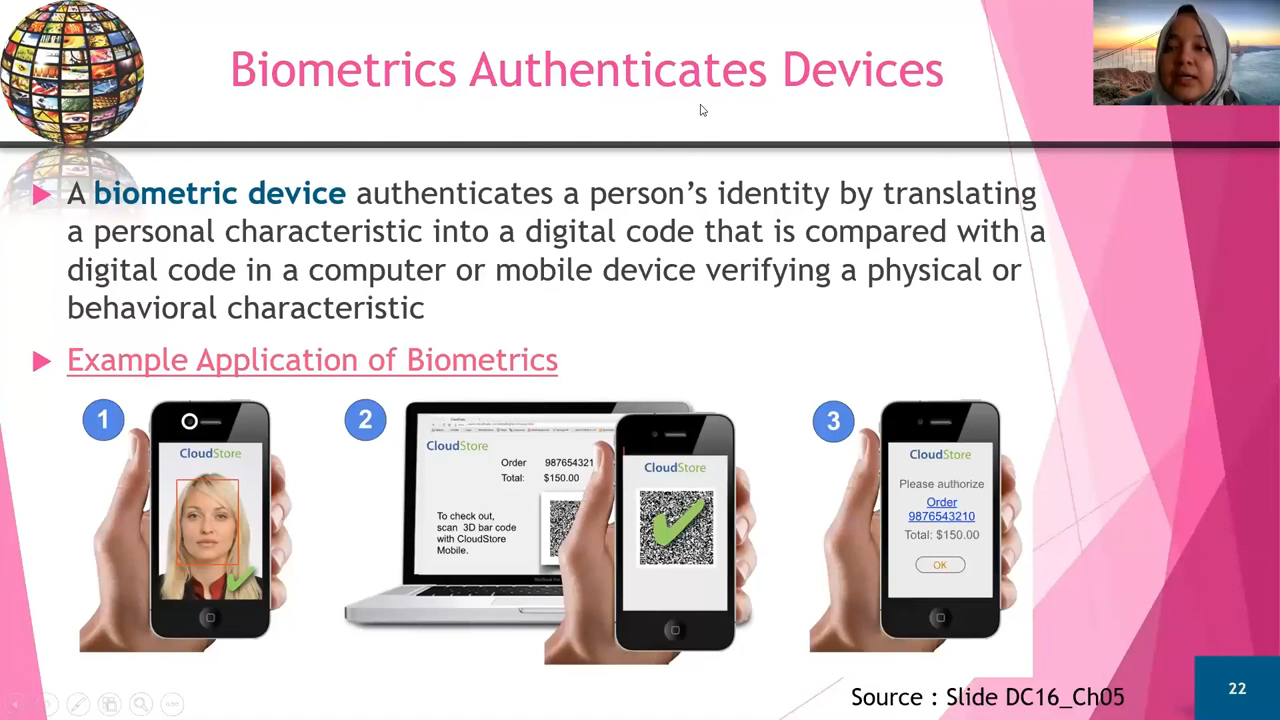 Biometrics Authenticates Devices
A biometric device authenticates a person’s identity by translating
a personal characteristic into a digital code that is compared with a
digital code in a computer or mobile device verifying a physical or
behavioral characteristic
Example Application of Biometrics
1
CloudStore
2
CloudStore
Order 987654321
Total: $150.00
To check out,
scan 3D bar code
with CloudStore
Mobile.
CloudStore
3
CloudStore
Please authorize
Order
9876543210
Total: $150.00
OK
Source : Slide DC16_Ch05
22